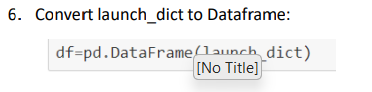 6. Convert launch_dict to Dataframe:
df=pd.DataFrame(launch_dict)
[No Title]